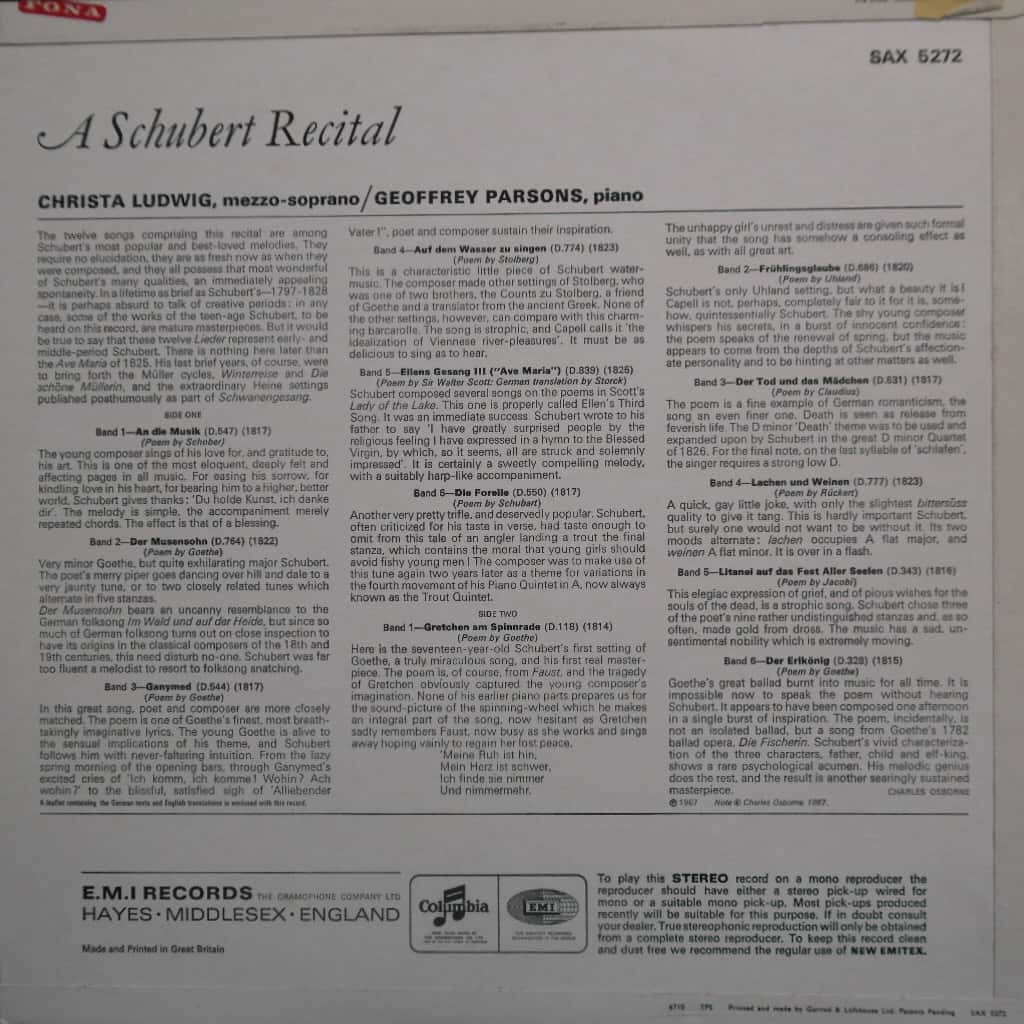 TONA
SAX 5272
A Schubert Recital
CHRISTA LUDWIG, mezzo-soprano/GEOFFREY PARSONS, piano
The twelve songs comprising this recital are among
Schubert's most popular and best-loved melodies. They
require no elucidation, they are as fresh now as when they
were composed, and they all possess that most wonderful
of Schubert's many qualities, an immediately appealing
spontaneity. In a lifetime as brief as Schubert's—1797-1828
—it is perhaps absurd to talk of creative periods: in any
case, some of the works of the teen-age Schubert, to be
heard on this record, are mature masterpieces. But it would
be true to say that these twelve Lieder represent early- and
middle-period Schubert. There is nothing here later than
the Ave Maria of 1825. His last brief years, of course, were
to bring forth the Müller cycles, Winterreise and Die
schöne Müllerin, and the extraordinary Heine settings
published posthumously as part of Schwanengesang.
SIDE ONE
Band 1—An die Musik (D.547) (1817)
(Poem by Schober)
The young composer sings of his love for, and gratitude to,
his art. This is one of the most eloquent, deeply felt and
affecting pages in all music. For easing his sorrow, for
kindling love in his heart, for bearing him to a higher, better
world, Schubert gives thanks: 'Du holde Kunst, ich danke
dir'. The melody is simple, the accompaniment merely
repeated chords. The effect is that of a blessing.
Band 2—Der Musensohn (D.764) (1822)
(Poem by Goethe)
Very minor Goethe, but quite exhilarating major Schubert.
The poet's merry piper goes dancing over hill and dale to a
very jaunty tune, or to two closely related tunes which
alternate in five stanzas.
Der Musensohn bears an uncanny resemblance to the
German folksong Im Wald und auf der Heide, but since so
much of German folksong turns out on close inspection to
have its origins in the classical composers of the 18th and
19th centuries, this need disturb no-one. Schubert was far
too fluent a melodist to resort to folksong snatching.
Band 3—Ganymed (D.544) (1817)
(Poem by Goethe)
In this great song, poet and composer are more closely
matched. The poem is one of Goethe's finest, most breath-
takingly imaginative lyrics. The young Goethe is alive to
the sensual implications of his theme, and Schubert
follows him with never-faltering intuition. From the lazy
spring morning of the opening bars, through Ganymed's
excited cries of 'Ich komm, ich komme! Wohin? Ach
wohin?' to the blissful, satisfied sigh of 'Alliebender
A leaflet containing the German texts and English translations is enclosed with this record.
Vater!", poet and composer sustain their inspiration.
Band 4—Auf dem Wasser zu singen (D.774) (1823)
(Poem by Stolberg)
This is a characteristic little piece of Schubert water-
music. The composer made other settings of Stolberg, who
was one of two brothers, the Counts zu Stolberg, a friend
of Goethe and a translator from the ancient Greek. None of
the other settings, however, can compare with this charm-
ing barcarolle. The song is strophic, and Capell calls it 'the
idealization of Viennese river-pleasures'. It must be as
delicious to sing as to hear.
Band 5—Ellens Gesang III ("Ave Maria") (D.839) (1825)
(Poem by Sir Walter Scott: German translation by Storck)
Schubert composed several songs on the poems in Scott's
Lady of the Lake. This one is properly called Ellen's Third
Song. It was an immediate success. Schubert wrote to his
father to say 'I have greatly surprised people by the
religious feeling I have expressed in a hymn to the Blessed
Virgin, by which, so it seems, all are struck and solemnly
impressed'. It is certainly a sweetly compelling melody,
with a suitably harp-like accompaniment.
Band 6—Die Forelle (D.550) (1817)
(Poem by Schubart)
Another very pretty trifle, and deservedly popular. Schubert,
often criticized for his taste in verse, had taste enough to
omit from this tale of an angler landing a trout the final
stanza, which contains the moral that young girls should
avoid fishy young men! The composer was to make use of
this tune again two years later as a theme for variations in
the fourth movement of his Piano Quintet in A, now always
known as the Trout Quintet.
SIDE TWO
Band 1—Gretchen am Spinnrade (D.118) (1814)
(Poem by Goethe)
Here is the seventeen-year-old Schubert's first setting of
Goethe, a truly miraculous song, and his first real master-
piece. The poem is, of course, from Faust, and the tragedy
of Gretchen obviously captured the young composer's
imagination. None of his earlier piano parts prepares us for
the sound-picture of the spinning-wheel which he makes
an integral part of the song, now hesitant as Gretchen
sadly remembers Faust, now busy as she works and sings
away hoping vainly to regain her lost peace.
'Meine Ruh ist hin,
Mein Herz ist schwer,
Ich finde sie nimmer
Und nimmermehr.
The unhappy girl's unrest and distress are given such formal
unity that the song has somehow a consoling effect as
well, as with all great art.
Band 2—Frühlingsglaube (D.686) (1820)
(Poem by Uhland)
Schubert's only Uhland setting, but what a beauty it is!
Capell is not, perhaps, completely fair to it for it is, some-
how, quintessentially Schubert. The shy young composer
whispers his secrets, in a burst of innocent confidence:
the poem speaks of the renewal of spring, but the music
appears to come from the depths of Schubert's affection-
ate personality and to be hinting at other matters as well.
Band 3—Der Tod und das Mädchen (D.531) (1817)
(Poem by Claudius)
The poem is a fine example of German romanticism, the
song an even finer one. Death is seen as release from
feverish life. The D minor 'Death' theme was to be used and
expanded upon by Schubert in the great D minor Quartet
of 1826. For the final note, on the last syllable of 'schlafen',
the singer requires a strong low D.
Band 4—Lachen und Weinen (D.777) (1823)
(Poem by Rückert)
A quick, gay little joke, with only the slightest bittersüss
quality to give it tang. This is hardly important Schubert,
but surely one would not want to be without it. Its two
moods alternate: lachen occupies A flat major, and
weinen A flat minor. It is over in a flash.
Band 5—Litanei auf das Fest Aller Seelen (D.343) (1816)
(Poem by Jacobi)
This elegiac expression of grief, and of pious wishes for the
souls of the dead, is a strophic song. Schubert chose three
of the poet's nine rather undistinguished stanzas and, as so
often, made gold from dross. The music has a sad, un-
sentimental nobility which is extremely moving.
Band 6—Der Erlkönig (D.328) (1815)
(Poem by Goethe)
Goethe's great ballad burnt into music for all time. It is
impossible now to speak the poem without hearing
Schubert. It appears to have been composed one afternoon
in a single burst of inspiration. The poem, incidentally, is
not an isolated ballad, but a song from Goethe's 1782
ballad opera, Die Fischerin. Schubert's vivid characteriza-
tion of the three characters, father, child and elf-king,
shows a rare psychological acumen. His melodic genius
does the rest, and the result is another searingly sustained
masterpiece.
CHARLES OSBORNE
℗ 1967 Note © Charles Osborne 1967.
E.M.I RECORDS THE GRAMOPHONE COMPANY LTD
HAYES · MIDDLESEX · ENGLAND
Made and Printed in Great Britain
Columbia
EMI
To play this STEREO record on a mono reproducer the
reproducer should have either a stereo pick-up wired for
mono or a suitable mono pick-up. Most pick-ups produced
recently will be suitable for this purpose. If in doubt consult
your dealer. True stereophonic reproduction will only be obtained
from a complete stereo reproducer. To keep this record clean
and dust free we recommend the regular use of NEW EMITEX.
6710 TPS Printed and made by Garrod & Lofthouse Ltd. Patents Pending SAX 5272